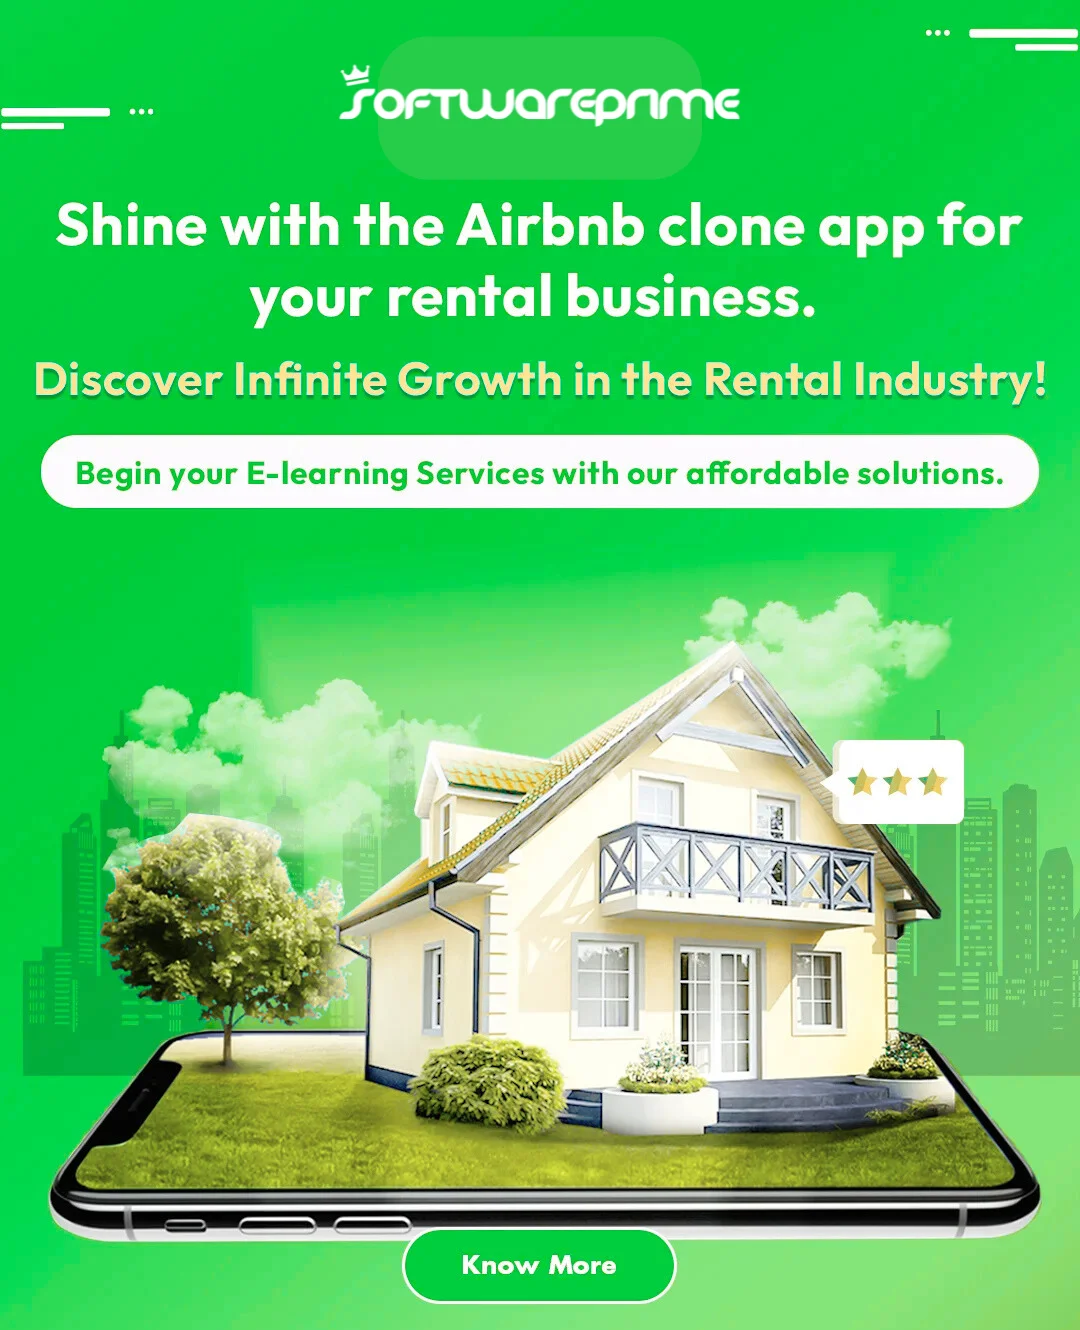 SOFTWAREPRIME
Shine with the Airbnb clone app for
your rental business.
Discover Infinite Growth in the Rental Industry!
Begin your E-learning Services with our affordable solutions.
Know More